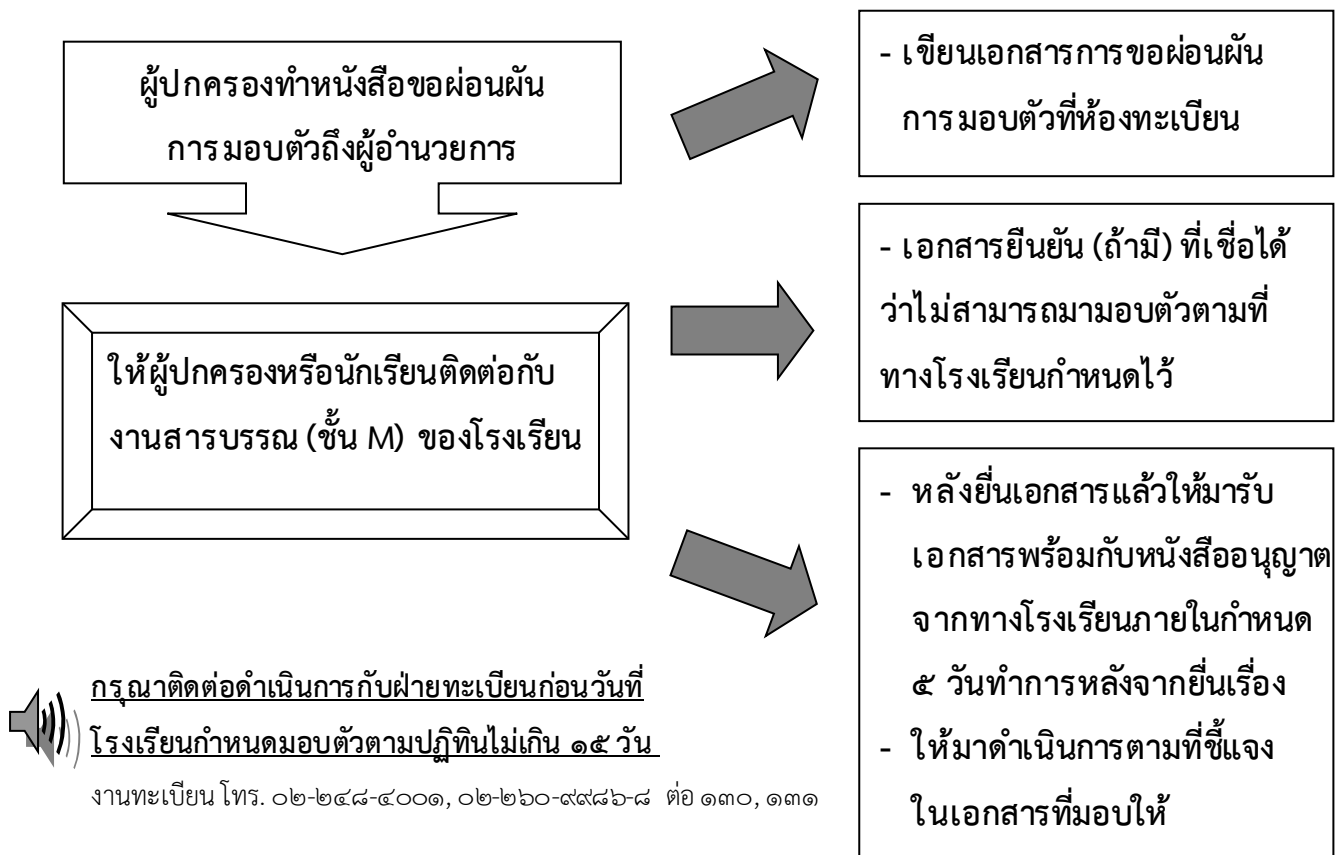 ผู้ปกครองทำหนังสือขอผ่อนผัน
การมอบตัวถึงผู้อำนวยการ
- เขียนเอกสารการขอผ่อนผัน
การมอบตัวที่ห้องทะเบียน
ให้ผู้ปกครองหรือนักเรียนติดต่อกับ
งานสารบรรณ (ชั้น M) ของโรงเรียน
- เอกสารยืนยัน (ถ้ามี) ที่เชื่อได้
ว่าไม่สามารถมามอบตัวตามที่
ทางโรงเรียนกำหนดไว้
- หลังยื่นเอกสารแล้วให้มารับ
เอกสารพร้อมกับหนังสืออนุญาต
จากทางโรงเรียนภายในกำหนด
๕ วันทำการหลังจากยื่นเรื่อง
- ให้มาดำเนินการตามที่ชี้แจง
ในเอกสารที่มอบให้
กรุณาติดต่อดำเนินการกับฝ่ายทะเบียนก่อนวันที่
โรงเรียนกำหนดมอบตัวตามปฏิทินไม่เกิน ๑๕ วัน
งานทะเบียน โทร. ๐๒-๒๔๘-๔๐๐๑, ๐๒-๒๖๐-๙๙๘๖-๘ ต่อ ๑๓๐, ๑๓๑